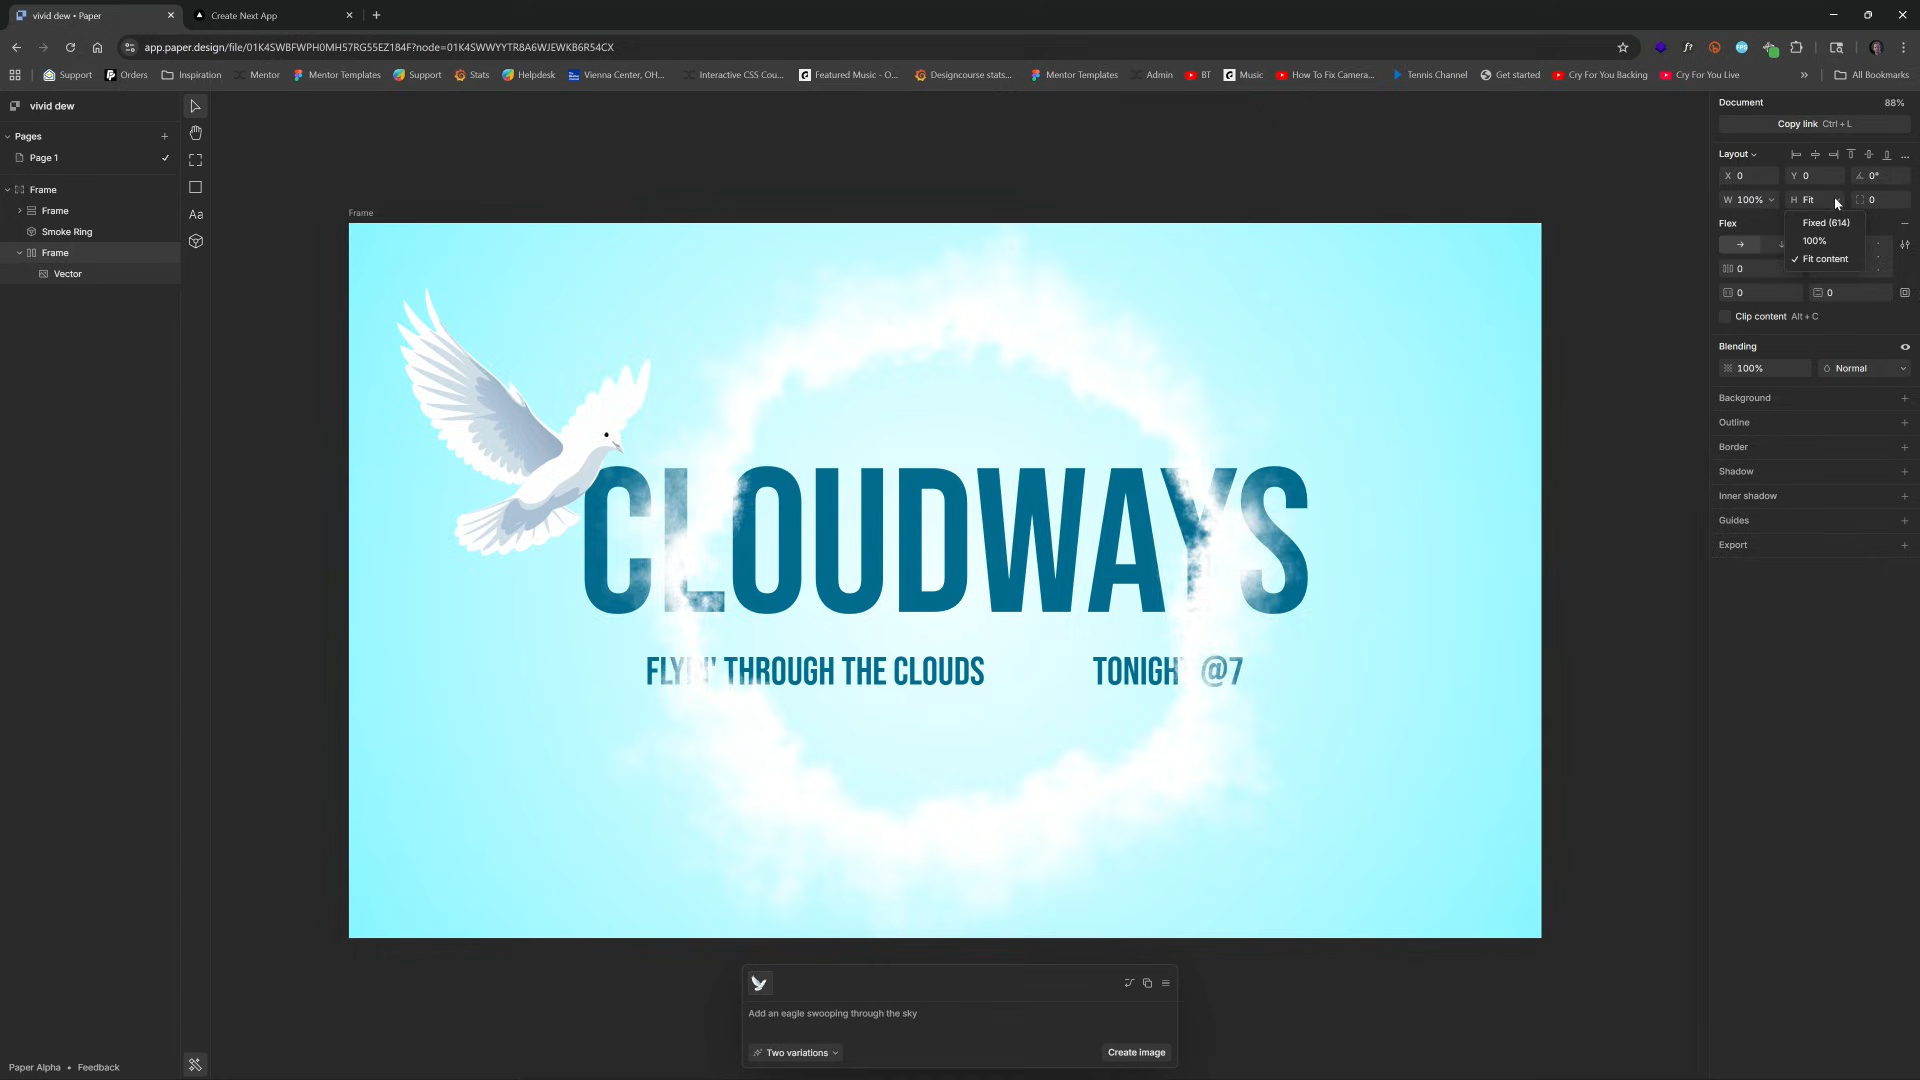 vivid dew • Paper
Create Next App
app.paper.design/file/01K4SWBFWPH0MH57RG55EZ184F?node=01K4SWWYYTR8A6WJEWKB6R54CX
Support
Orders
Inspiration
Mentor
Mentor Templates
Support
Stats
Helpdesk
Vienna Center, OH...
Interactive CSS Cou...
Featured Music - O...
Designcourse stats...
Mentor Templates
Admin
BT
Music
How To Fix Camera...
Tennis Channel
Get started
Cry For You Backing
Cry For You Live
»
All Bookmarks
vivid dew
Pages
Page 1
Frame
Frame
Smoke Ring
Frame
Vector
Aa
Frame
CLOUDWAYS
FLYIN' THROUGH THE CLOUDS
TONIGHT @7
Add an eagle swooping through the sky
Two variations
Create image
Document
88%
Copy link Ctrl + L
Layout
X 0
Y 0
0°
W 100%
H Fit
0
Fixed (614)
100%
✓ Fit content
Flex
0
0
0
Clip content Alt + C
Blending
100%
Normal
Background
Outline
Border
Shadow
Inner shadow
Guides
Export
Paper Alpha • Feedback